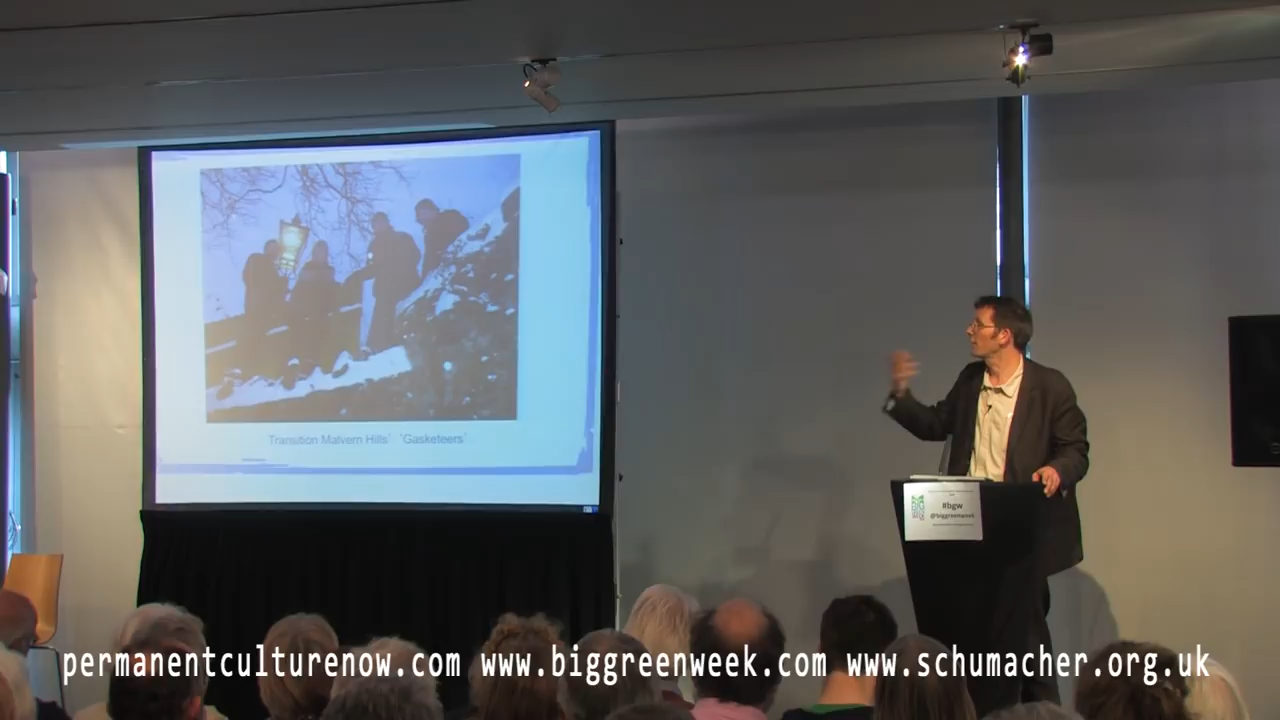 Transition Malvern Hills' 'Gasketeers'
#bgw
@biggreenweek
permanentculturenow.com www.biggreenweek.com www.schumacher.org.uk